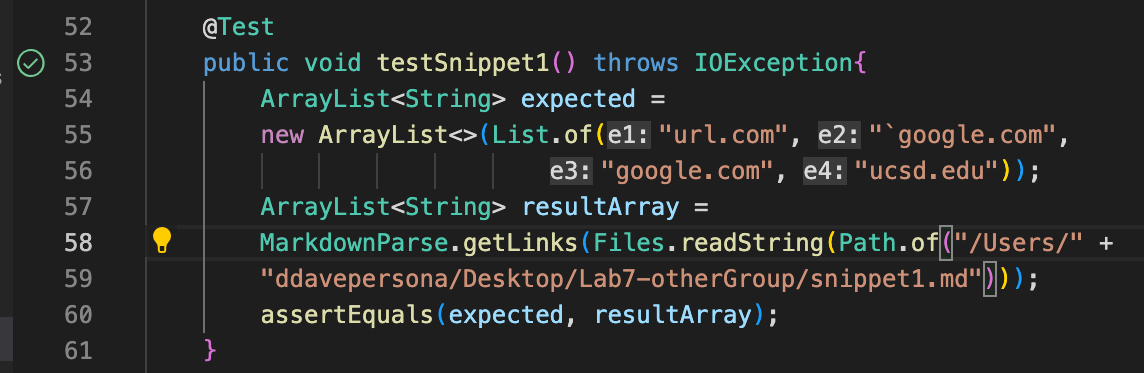 52 @Test
53 public void testSnippet1() throws IOException{
54 ArrayList<String> expected =
55 new ArrayList<>(List.of(e1: "url.com", e2: "`google.com",
56 e3: "google.com", e4: "ucsd.edu"));
57 ArrayList<String> resultArray =
58 MarkdownParse.getLinks(Files.readString(Path.of("/Users/" +
59 "ddavepersona/Desktop/Lab7-otherGroup/snippet1.md")));
60 assertEquals(expected, resultArray);
61 }